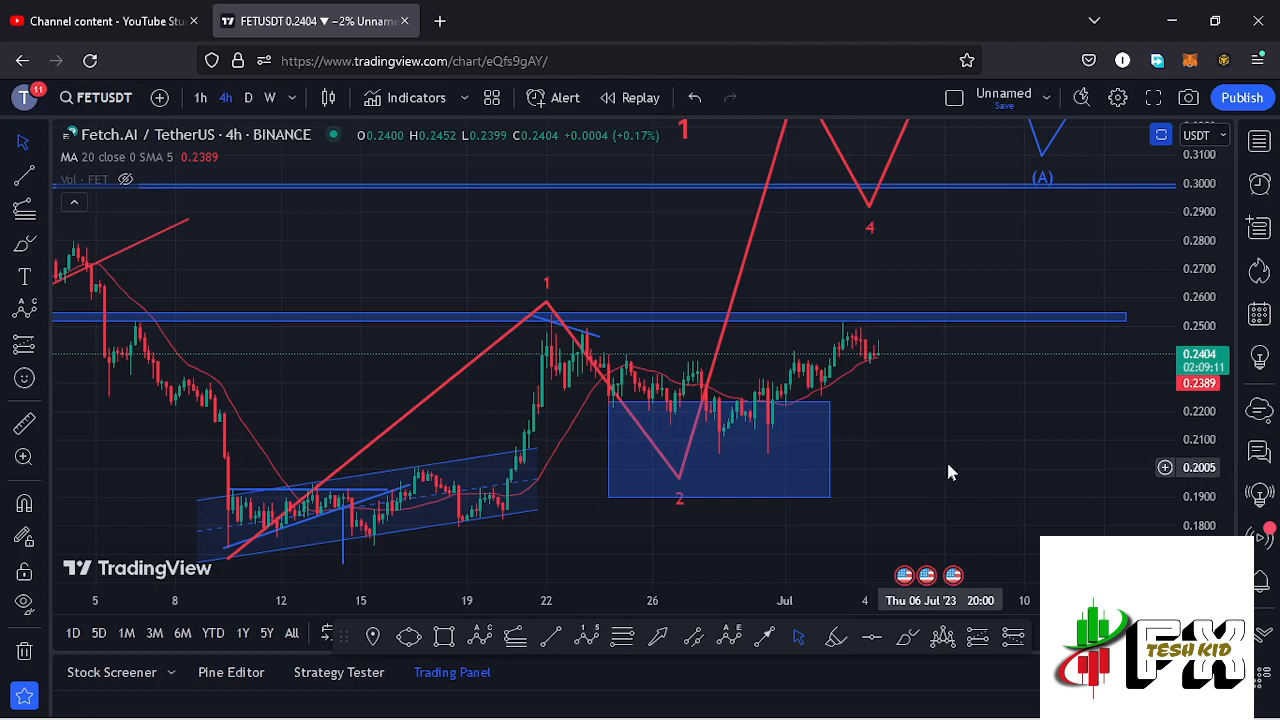 Channel content - YouTube Stu
FETUSDT 0.2404 ▼ −2% Unname
https://www.tradingview.com/chart/eQfs9gAY/
T 11 FETUSDT 1h 4h D W Indicators Alert Replay Unnamed Save Publish
Fetch.AI / TetherUS · 4h · BINANCE O0.2400 H0.2452 L0.2399 C0.2404 +0.0004 (+0.17%) 1 USDT
MA 20 close 0 SMA 5 0.2389
0.3100
Vol · FET
(A)
0.3000
0.2900
4
0.2800
0.2700
1
0.2600
0.2500
0.2404
02:09:11
0.2389
0.2200
0.2100
0.2005
2
0.1900
0.1800
TradingView
5 8 12 15 19 22 26 Jul 4 Thu 06 Jul '23 20:00 10
1D 5D 1M 3M 6M YTD 1Y 5Y All
Stock Screener Pine Editor Strategy Tester Trading Panel
FX
TESH KID